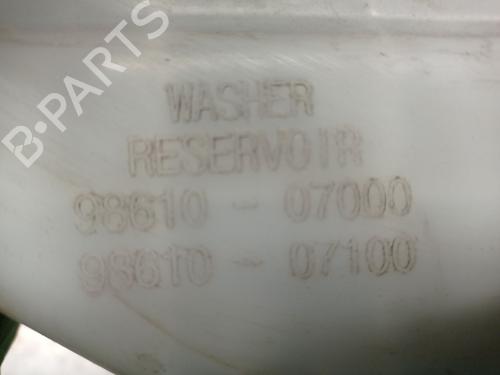 B-PARTS
WASHER
RESERVOIR
98610 - 07000
98610 - 07100